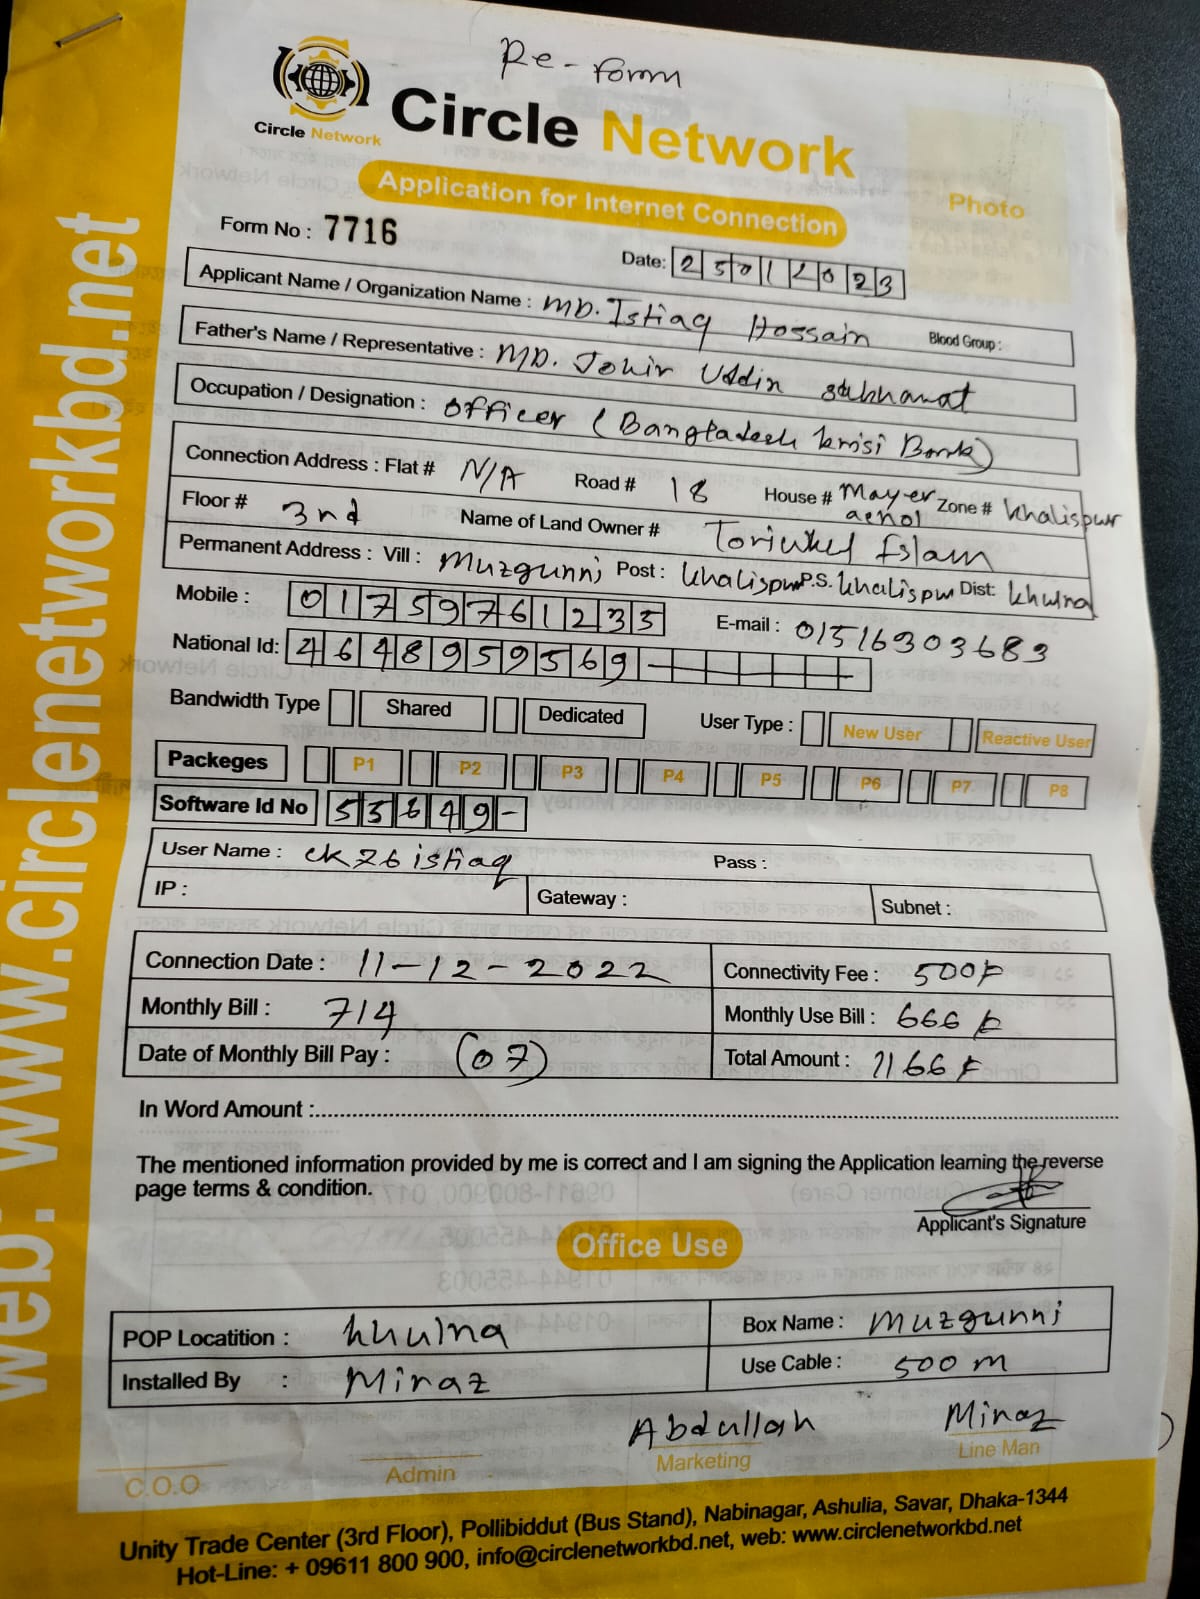 Re-form
Circle Network
Circle Network
Application for Internet Connection
Photo
Form No : 7716
Date: 25012023
Applicant Name / Organization Name : MD. Istiaq Hossain Blood Group :
Father's Name / Representative : MD. Johir Uddin
Occupation / Designation : officer (Bangladesh krisi Bank)
Connection Address : Flat # N/A Road # 18 House # Mayer Zone # Khalispur
Floor # 3rd Name of Land Owner # Islam
Permanent Address : Vill : Muzgunni Post : Khalispur P.S. Khalispur Dist: Khulna
Mobile : 01759761233
E-mail : 01516303683
National Id: 4648959569
Bandwidth Type Shared Dedicated User Type : New User Reactive User
Packeges P1 P2 P3 P4 P5 P6 P7 P8
Software Id No 55649-
User Name : ck76istiaq Pass :
IP : Gateway : Subnet :
Connection Date : 11-12-2022 Connectivity Fee : 500
Monthly Bill : 714 Monthly Use Bill : 666
Date of Monthly Bill Pay : (07) Total Amount : 1166
In Word Amount :
The mentioned information provided by me is correct and I am signing the Application learning the reverse
page terms & condition.
Applicant's Signature
Office Use
POP Locatition : khulna Box Name : Muzgunni
Installed By : Miraz Use Cable : 500 m
Abdullah Miraz
C.O.O Admin Marketing Line Man
Unity Trade Center (3rd Floor), Pollibiddut (Bus Stand), Nabinagar, Ashulia, Savar, Dhaka-1344
Hot-Line: + 09611 800 900, info@circlenetworkbd.net, web: www.circlenetworkbd.net
web: www.circlenetworkbd.net